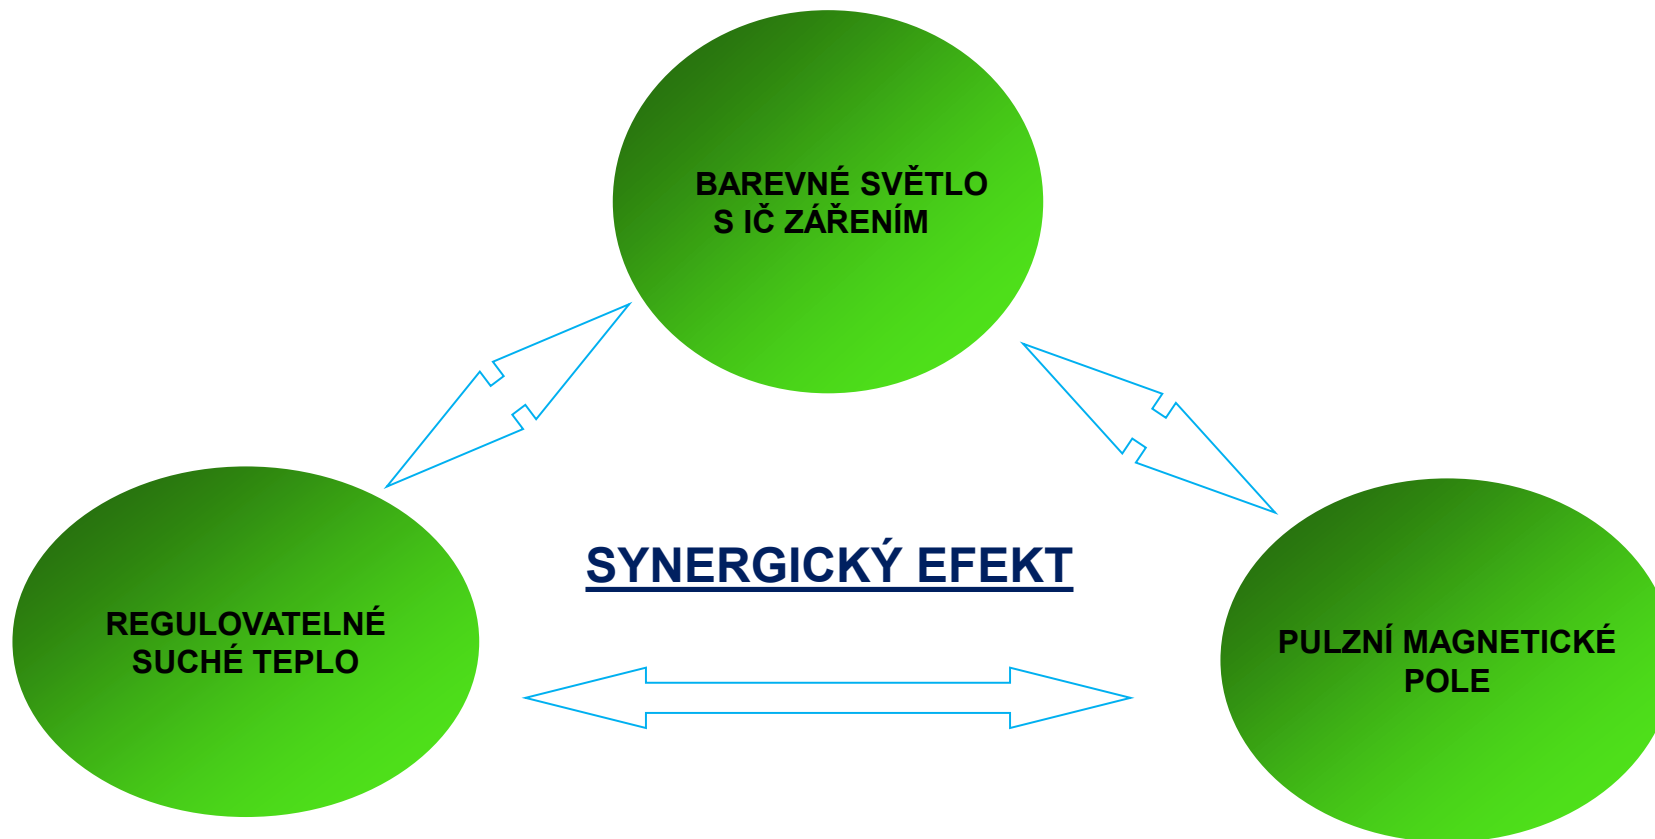 BAREVNÉ SVĚTLO
S IČ ZÁŘENÍM
SYNERGICKÝ EFEKT
REGULOVATELNÉ
SUCHÉ TEPLO
PULZNÍ MAGNETICKÉ
POLE